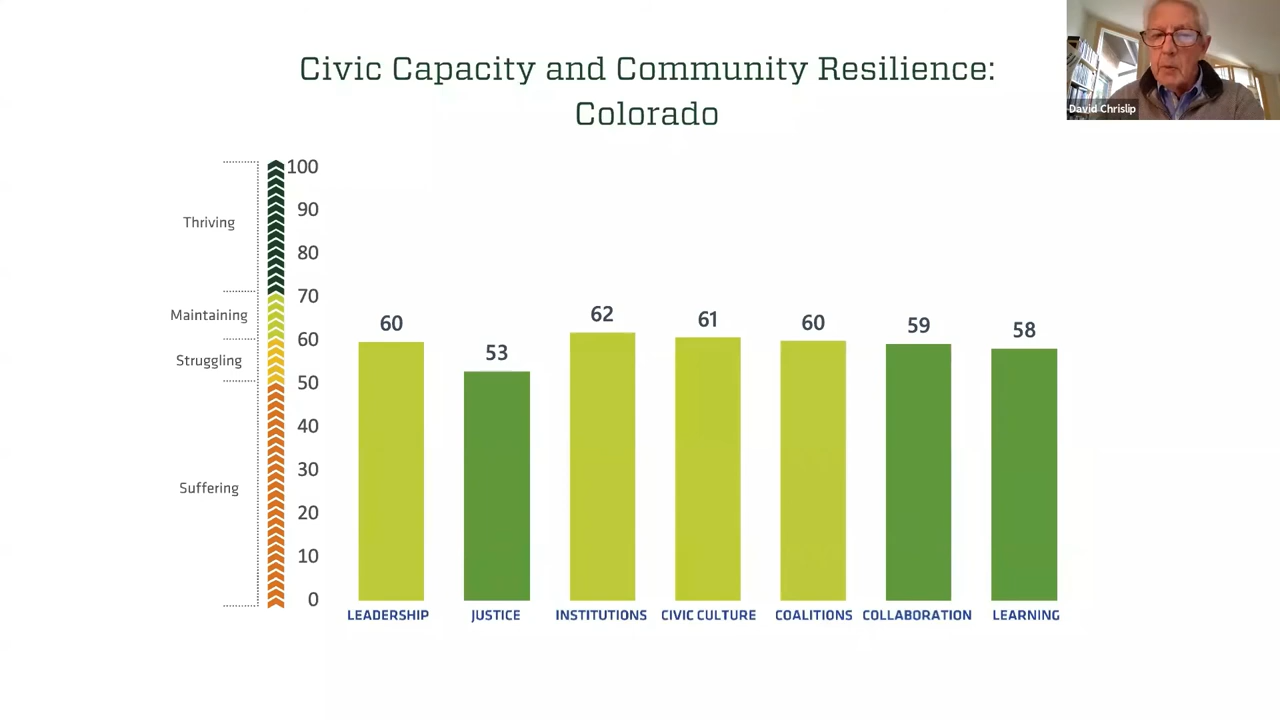 Civic Capacity and Community Resilience:
Colorado
David Chrislip
Thriving
Maintaining
Struggling
Suffering
100
90
80
70
60
50
40
30
20
10
0
60
53
62
61
60
59
58
LEADERSHIP
JUSTICE
INSTITUTIONS
CIVIC CULTURE
COALITIONS
COLLABORATION
LEARNING